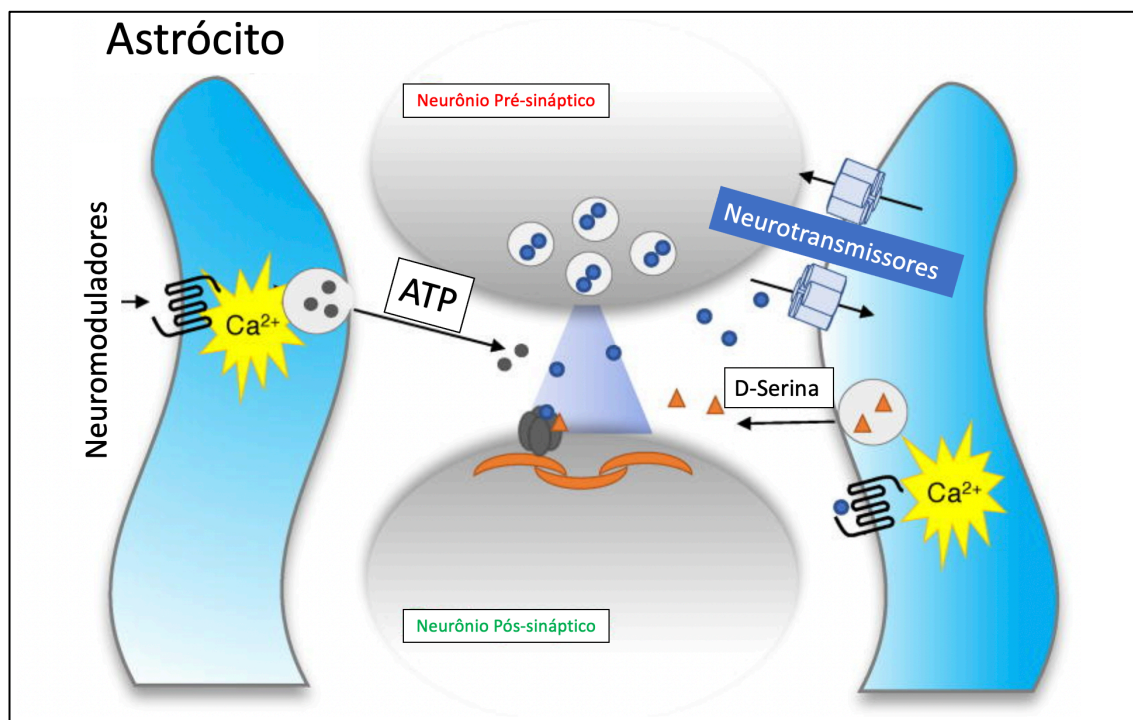 Astrócito
Neurônio Pré-sináptico
Neuromoduladores
Neurotransmissores
ATP
Ca²⁺
D-Serina
Ca²⁺
Neurônio Pós-sináptico